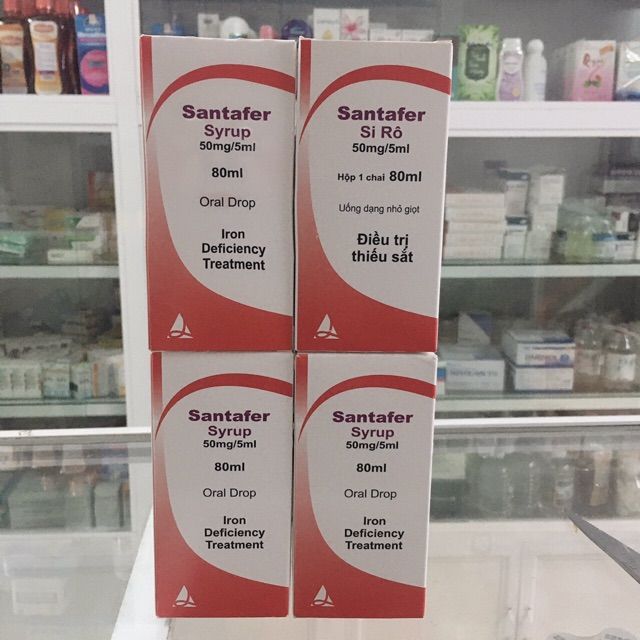 Santafer
Syrup
50mg/5ml
80ml
Oral Drop
Iron
Deficiency
Treatment
Santafer
Si Rô
50mg/5ml
Hộp 1 chai 80ml
Uống dạng nhỏ giọt
Điều trị
thiếu sắt
Santafer
Syrup
50mg/5ml
80ml
Oral Drop
Iron
Deficiency
Treatment
Santafer
Syrup
50mg/5ml
80ml
Oral Drop
Iron
Deficiency
Treatment